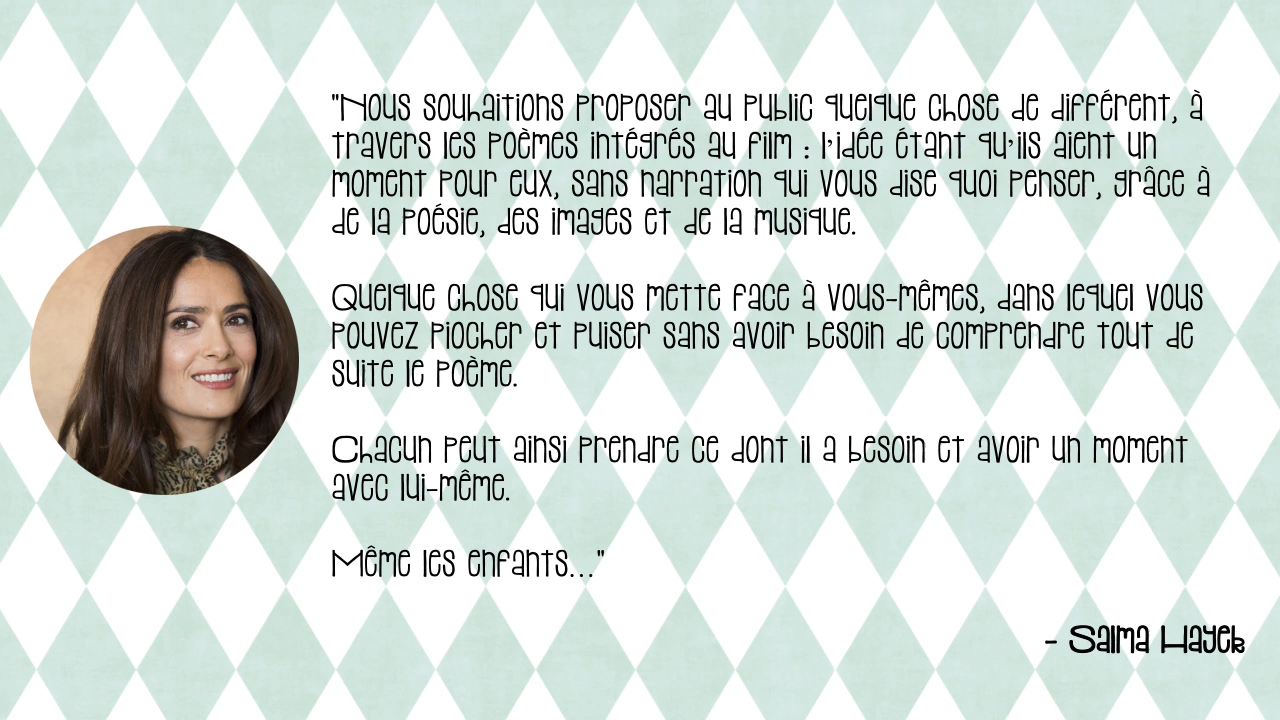 "Nous souhaitions proposer au public quelque chose de différent, à
travers les poèmes intégrés au film : l'idée étant qu'ils aient un
moment pour eux, sans narration qui vous dise quoi penser, grâce à
de la poésie, des images et de la musique.
Quelque chose qui vous mette face à vous-mêmes, dans lequel vous
pouvez piocher et puiser sans avoir besoin de comprendre tout de
suite le poème.
Chacun peut ainsi prendre ce dont il a besoin et avoir un moment
avec lui-même.
Même les enfants..."
- Salma Hayek